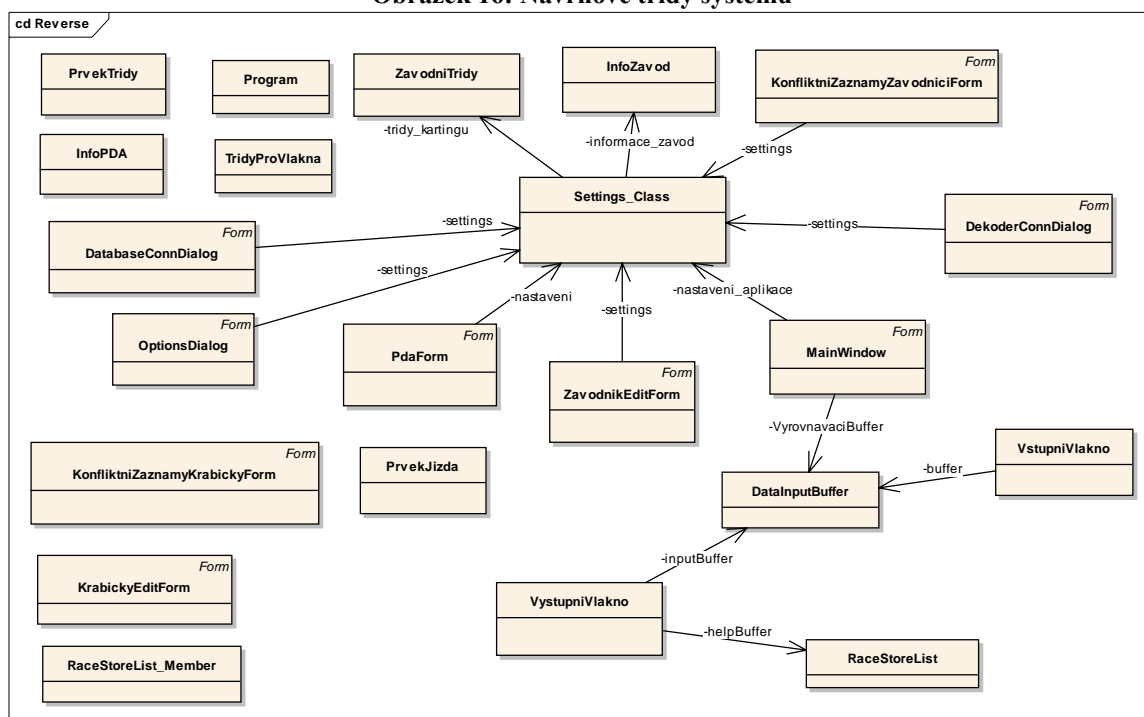 Obrázek 16: Návrhové třídy systému
cd Reverse
PrvekTridy
Program
ZavodniTridy
InfoZavod
Form
KonfliktniZaznamyZavodniciForm
-tridy_kartingu
-informace_zavod
-settings
InfoPDA
TridyProVlakna
Settings_Class
Form
DatabaseConnDialog
-settings
-settings
Form
DekoderConnDialog
-settings
-nastaveni
-settings
-nastaveni_aplikace
Form
OptionsDialog
Form
PdaForm
Form
ZavodnikEditForm
Form
MainWindow
-VyrovnavaciBuffer
Form
KonfliktniZaznamyKrabickyForm
PrvekJizda
DataInputBuffer
-buffer
VstupniVlakno
-inputBuffer
Form
KrabickyEditForm
VystupniVlakno
-helpBuffer
RaceStoreList_Member
RaceStoreList